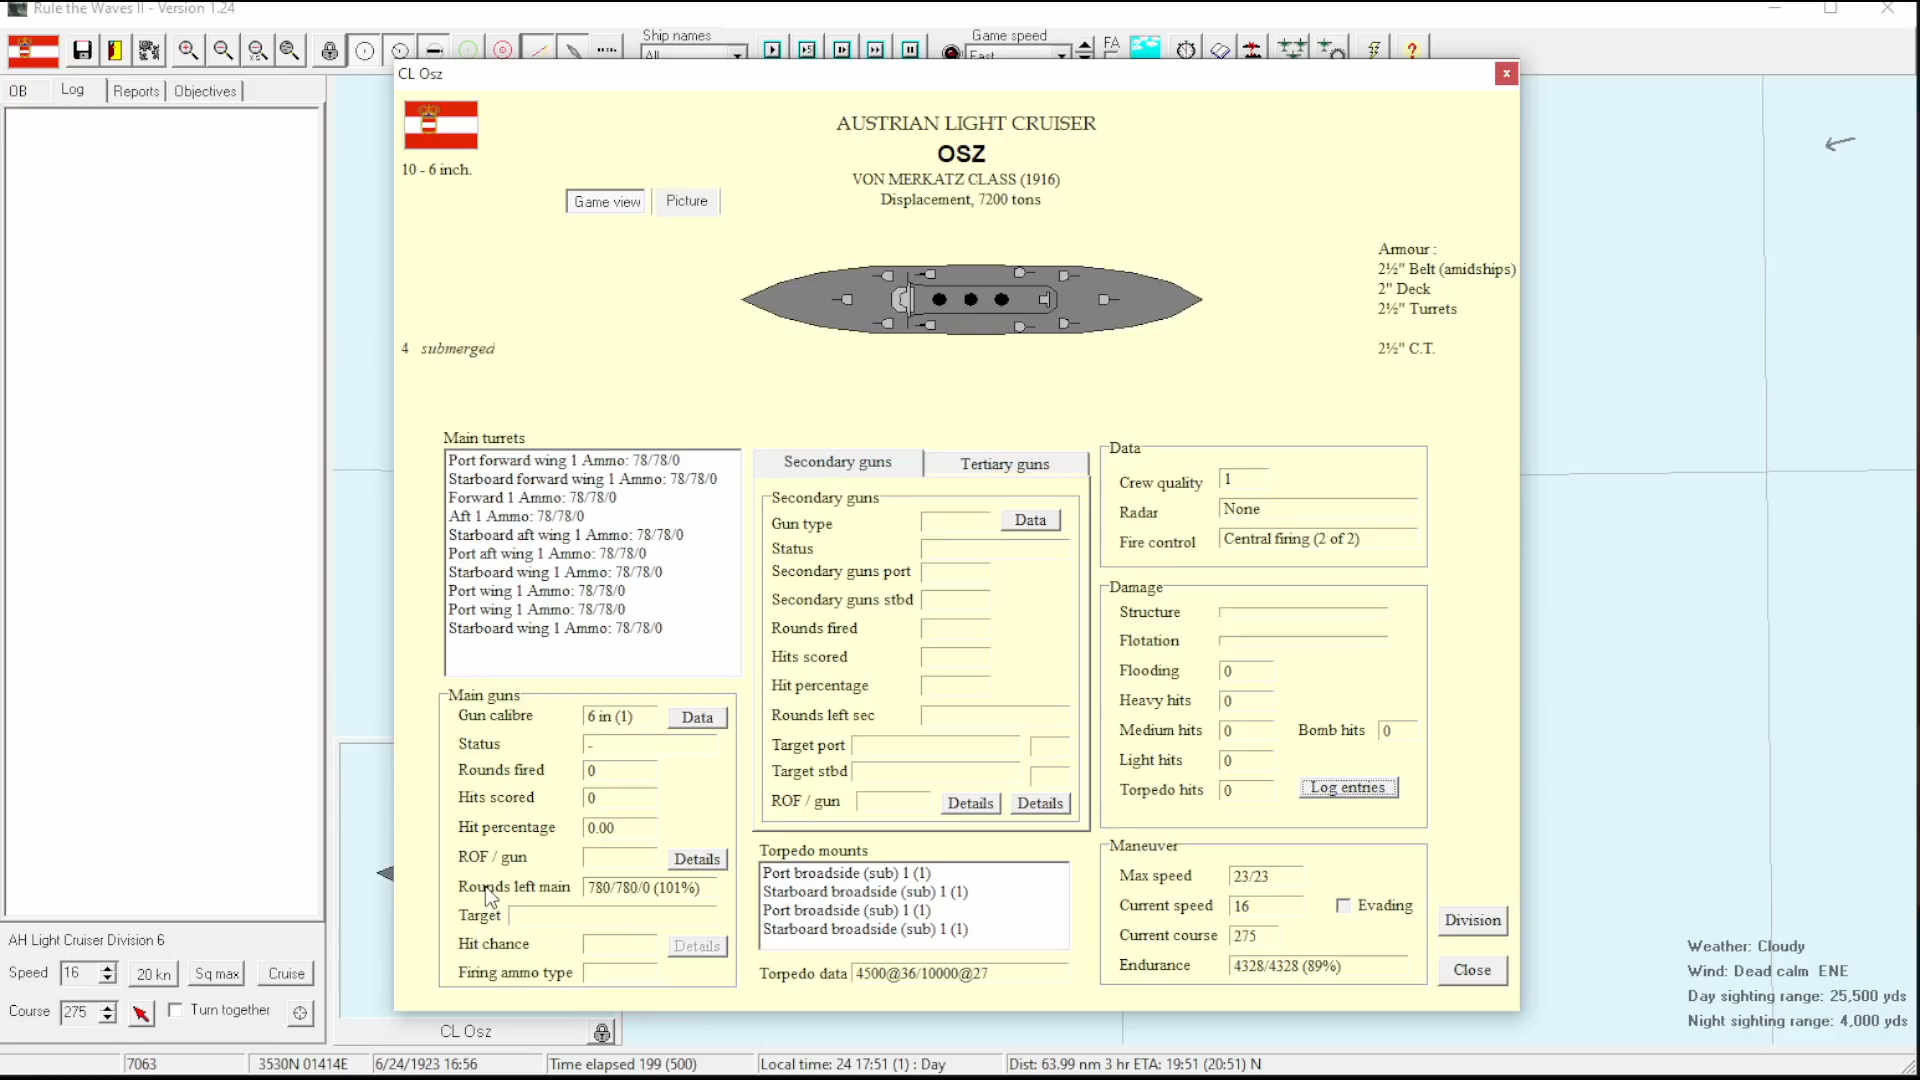 Rule the Waves II - Version 1.24
Ship names
All
Game speed
Fast
FA
OB
Log
Reports
Objectives
CL Osz
AUSTRIAN LIGHT CRUISER
OSZ
VON MERKATZ CLASS (1916)
Displacement, 7200 tons
10 - 6 inch.
Game view
Picture
Armour :
2½" Belt (amidships)
2" Deck
2½" Turrets
2½" C.T.
4 submerged
Main turrets
Port forward wing 1 Ammo: 78/78/0
Starboard forward wing 1 Ammo: 78/78/0
Forward 1 Ammo: 78/78/0
Aft 1 Ammo: 78/78/0
Starboard aft wing 1 Ammo: 78/78/0
Port aft wing 1 Ammo: 78/78/0
Starboard wing 1 Ammo: 78/78/0
Port wing 1 Ammo: 78/78/0
Port wing 1 Ammo: 78/78/0
Starboard wing 1 Ammo: 78/78/0
Main guns
Gun calibre 6 in (1) Data
Status -
Rounds fired 0
Hits scored 0
Hit percentage 0.00
ROF / gun Details
Rounds left main 780/780/0 (101%)
Target
Hit chance Details
Firing ammo type
Secondary guns
Tertiary guns
Secondary guns
Gun type Data
Status
Secondary guns port
Secondary guns stbd
Rounds fired
Hits scored
Hit percentage
Rounds left sec
Target port
Target stbd
ROF / gun Details Details
Torpedo mounts
Port broadside (sub) 1 (1)
Starboard broadside (sub) 1 (1)
Port broadside (sub) 1 (1)
Starboard broadside (sub) 1 (1)
Torpedo data 4500@36/10000@27
Data
Crew quality 1
Radar None
Fire control Central firing (2 of 2)
Damage
Structure
Flotation
Flooding 0
Heavy hits 0
Medium hits 0 Bomb hits 0
Light hits 0
Torpedo hits 0 Log entries
Maneuver
Max speed 23/23
Current speed 16 Evading
Current course 275
Endurance 4328/4328 (89%)
Division
Close
AH Light Cruiser Division 6
Speed 16 20 kn Sq max Cruise
Course 275 Turn together
CL Osz
Weather: Cloudy
Wind: Dead calm ENE
Day sighting range: 25,500 yds
Night sighting range: 4,000 yds
7063 3530N 01414E 6/24/1923 16:56 Time elapsed 199 (500) Local time: 24 17:51 (1) : Day Dist: 63.99 nm 3 hr ETA: 19:51 (20:51) N